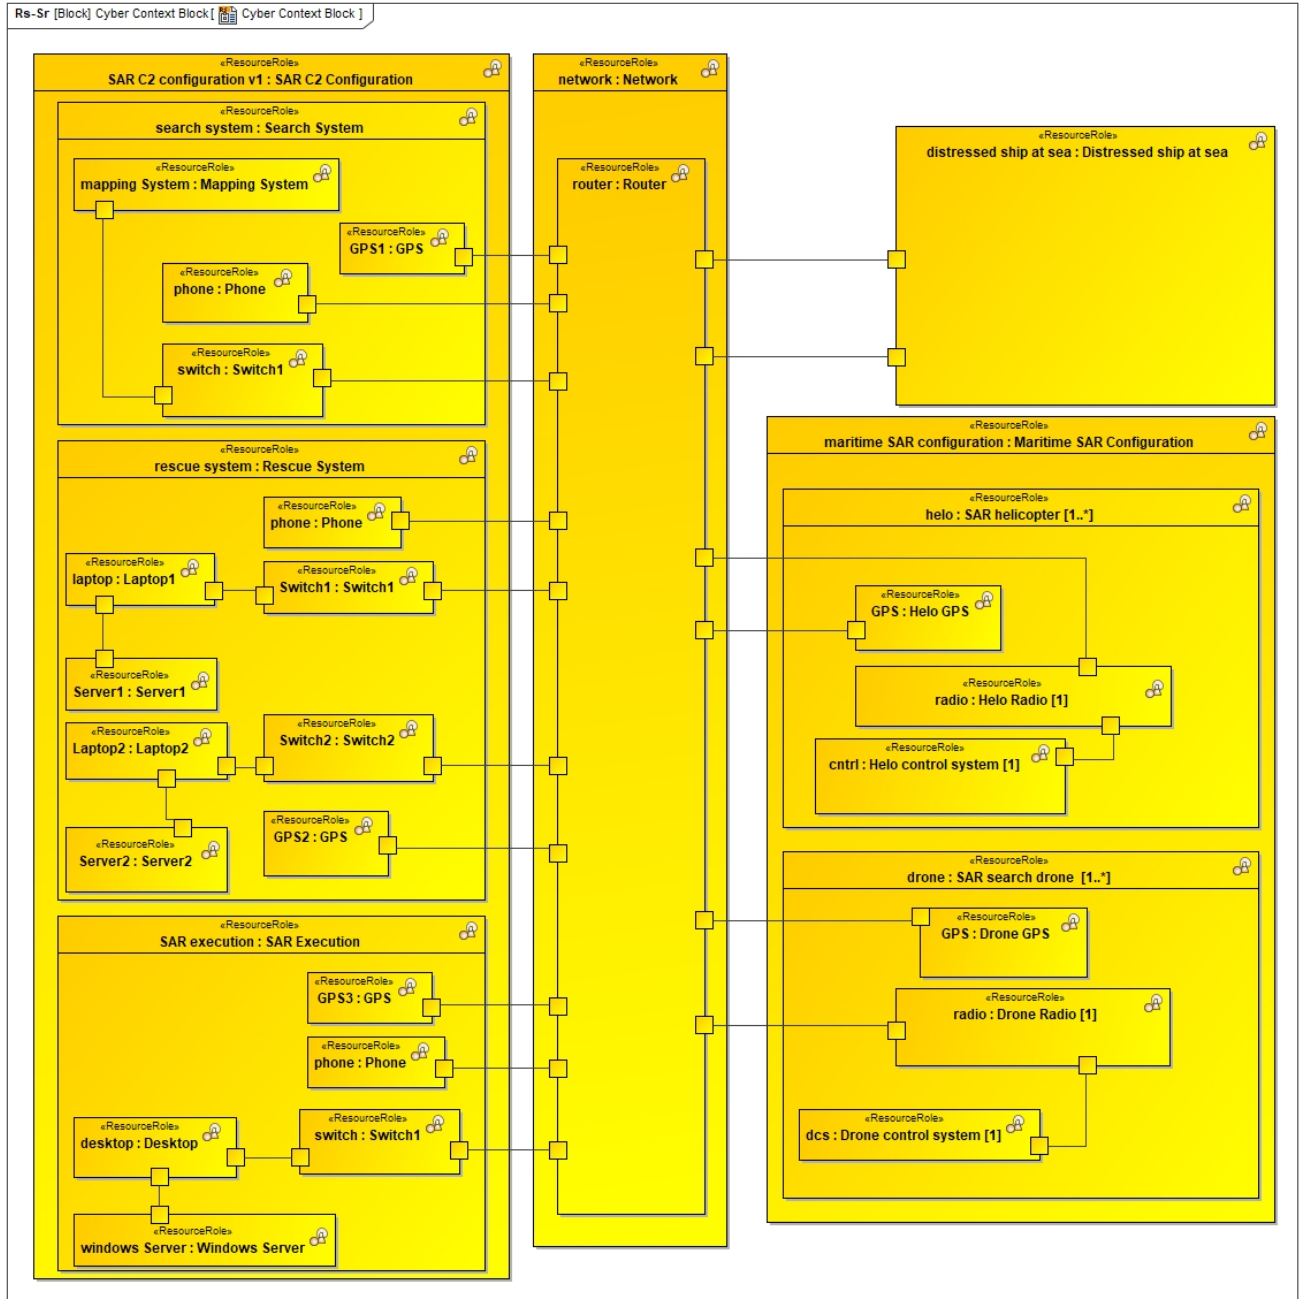 Rs-Sr [Block] Cyber Context Block [ Cyber Context Block ]
«ResourceRole»
SAR C2 configuration v1 : SAR C2 Configuration
«ResourceRole»
search system : Search System
«ResourceRole»
mapping System : Mapping System
«ResourceRole»
GPS1 : GPS
«ResourceRole»
phone : Phone
«ResourceRole»
switch : Switch1
«ResourceRole»
rescue system : Rescue System
«ResourceRole»
phone : Phone
«ResourceRole»
laptop : Laptop1
«ResourceRole»
Switch1 : Switch1
«ResourceRole»
Server1 : Server1
«ResourceRole»
Laptop2 : Laptop2
«ResourceRole»
Switch2 : Switch2
«ResourceRole»
GPS2 : GPS
«ResourceRole»
Server2 : Server2
«ResourceRole»
SAR execution : SAR Execution
«ResourceRole»
GPS3 : GPS
«ResourceRole»
phone : Phone
«ResourceRole»
desktop : Desktop
«ResourceRole»
switch : Switch1
«ResourceRole»
windows Server : Windows Server
«ResourceRole»
network : Network
«ResourceRole»
router : Router
«ResourceRole»
distressed ship at sea : Distressed ship at sea
«ResourceRole»
maritime SAR configuration : Maritime SAR Configuration
«ResourceRole»
helo : SAR helicopter [1..*]
«ResourceRole»
GPS : Helo GPS
«ResourceRole»
radio : Helo Radio [1]
«ResourceRole»
cntrl : Helo control system [1]
«ResourceRole»
drone : SAR search drone [1..*]
«ResourceRole»
GPS : Drone GPS
«ResourceRole»
radio : Drone Radio [1]
«ResourceRole»
dcs : Drone control system [1]